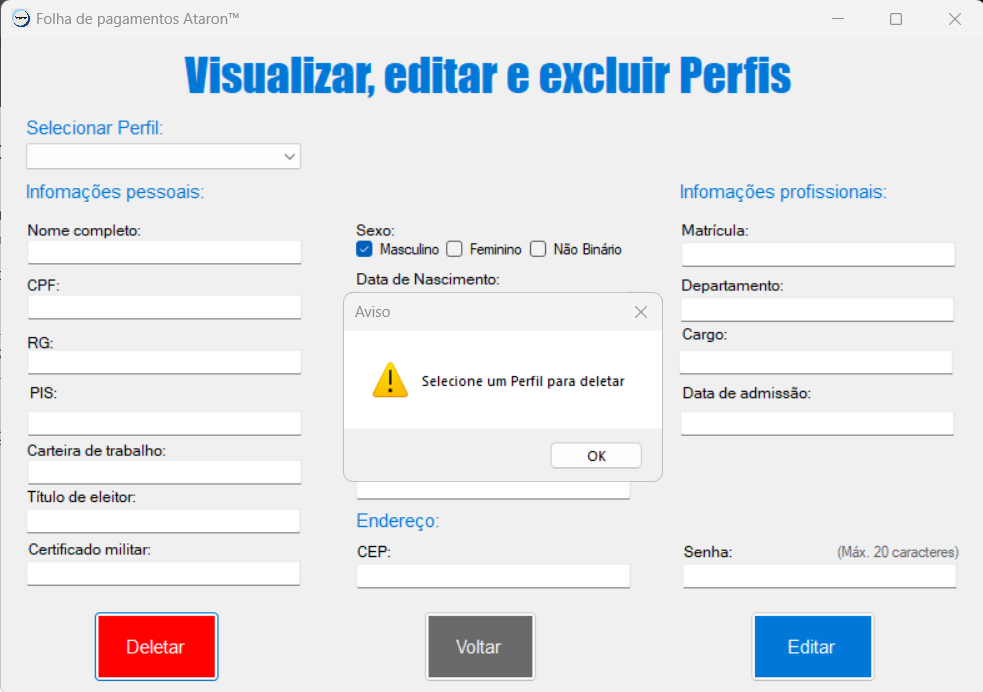 Folha de pagamentos Ataron™
Visualizar, editar e excluir Perfis
Selecionar Perfil:
Infomações pessoais:
Nome completo:
CPF:
RG:
PIS:
Carteira de trabalho:
Título de eleitor:
Certificado militar:
Sexo:
Masculino Feminino Não Binário
Data de Nascimento:
Aviso
Selecione um Perfil para deletar
OK
Endereço:
CEP:
Infomações profissionais:
Matrícula:
Departamento:
Cargo:
Data de admissão:
Senha: (Máx. 20 caracteres)
Deletar
Voltar
Editar